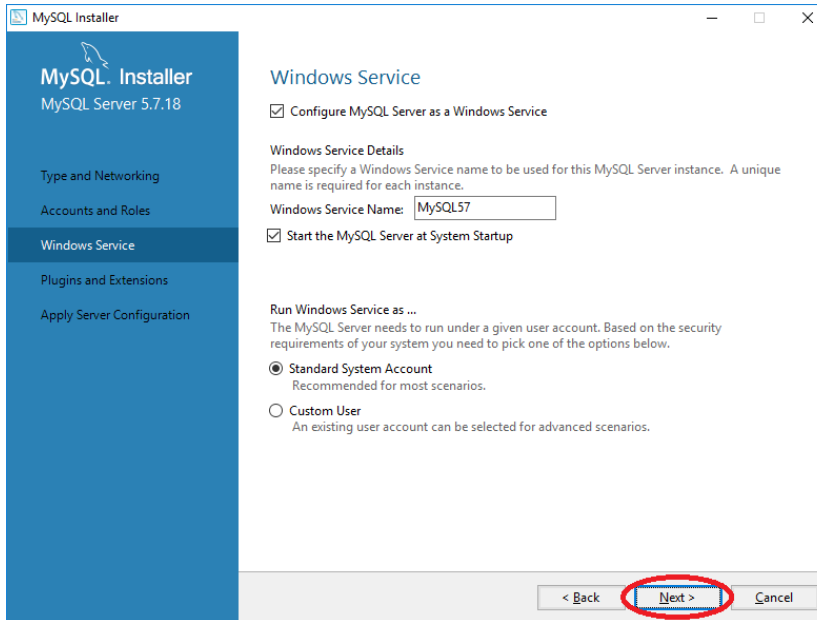 MySQL Installer
MySQL. Installer
MySQL Server 5.7.18
Type and Networking
Accounts and Roles
Windows Service
Plugins and Extensions
Apply Server Configuration
Windows Service
Configure MySQL Server as a Windows Service
Windows Service Details
Please specify a Windows Service name to be used for this MySQL Server instance. A unique
name is required for each instance.
Windows Service Name: MySQL57
Start the MySQL Server at System Startup
Run Windows Service as ...
The MySQL Server needs to run under a given user account. Based on the security
requirements of your system you need to pick one of the options below.
Standard System Account
Recommended for most scenarios.
Custom User
An existing user account can be selected for advanced scenarios.
< Back Next > Cancel